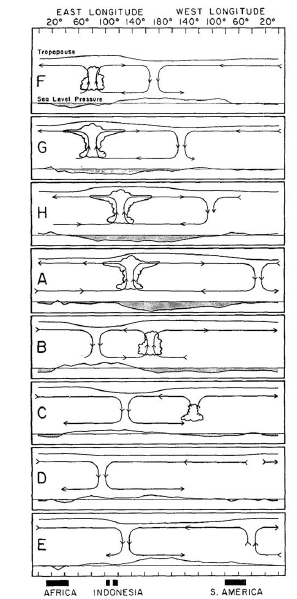 EAST LONGITUDE WEST LONGITUDE
20° 60° 100° 140° 180° 140° 100° 60° 20°
Tropopause
F
Sea Level Pressure
G
H
A
B
C
D
E
AFRICA INDONESIA S. AMERICA